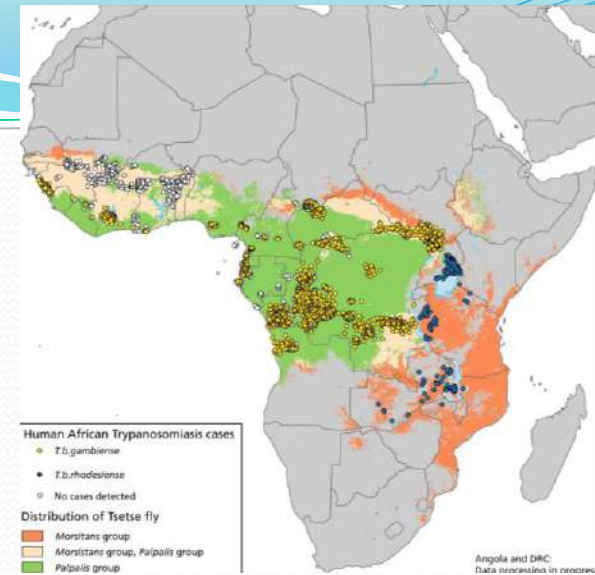 Human African Trypanosomiasis cases
T.b.gambiense
T.b.rhodesiense
No cases detected
Distribution of Tsetse fly
Morsitans group
Morsistans group, Palpalis group
Palpalis group
Angola and DRC:
Data processing in progress